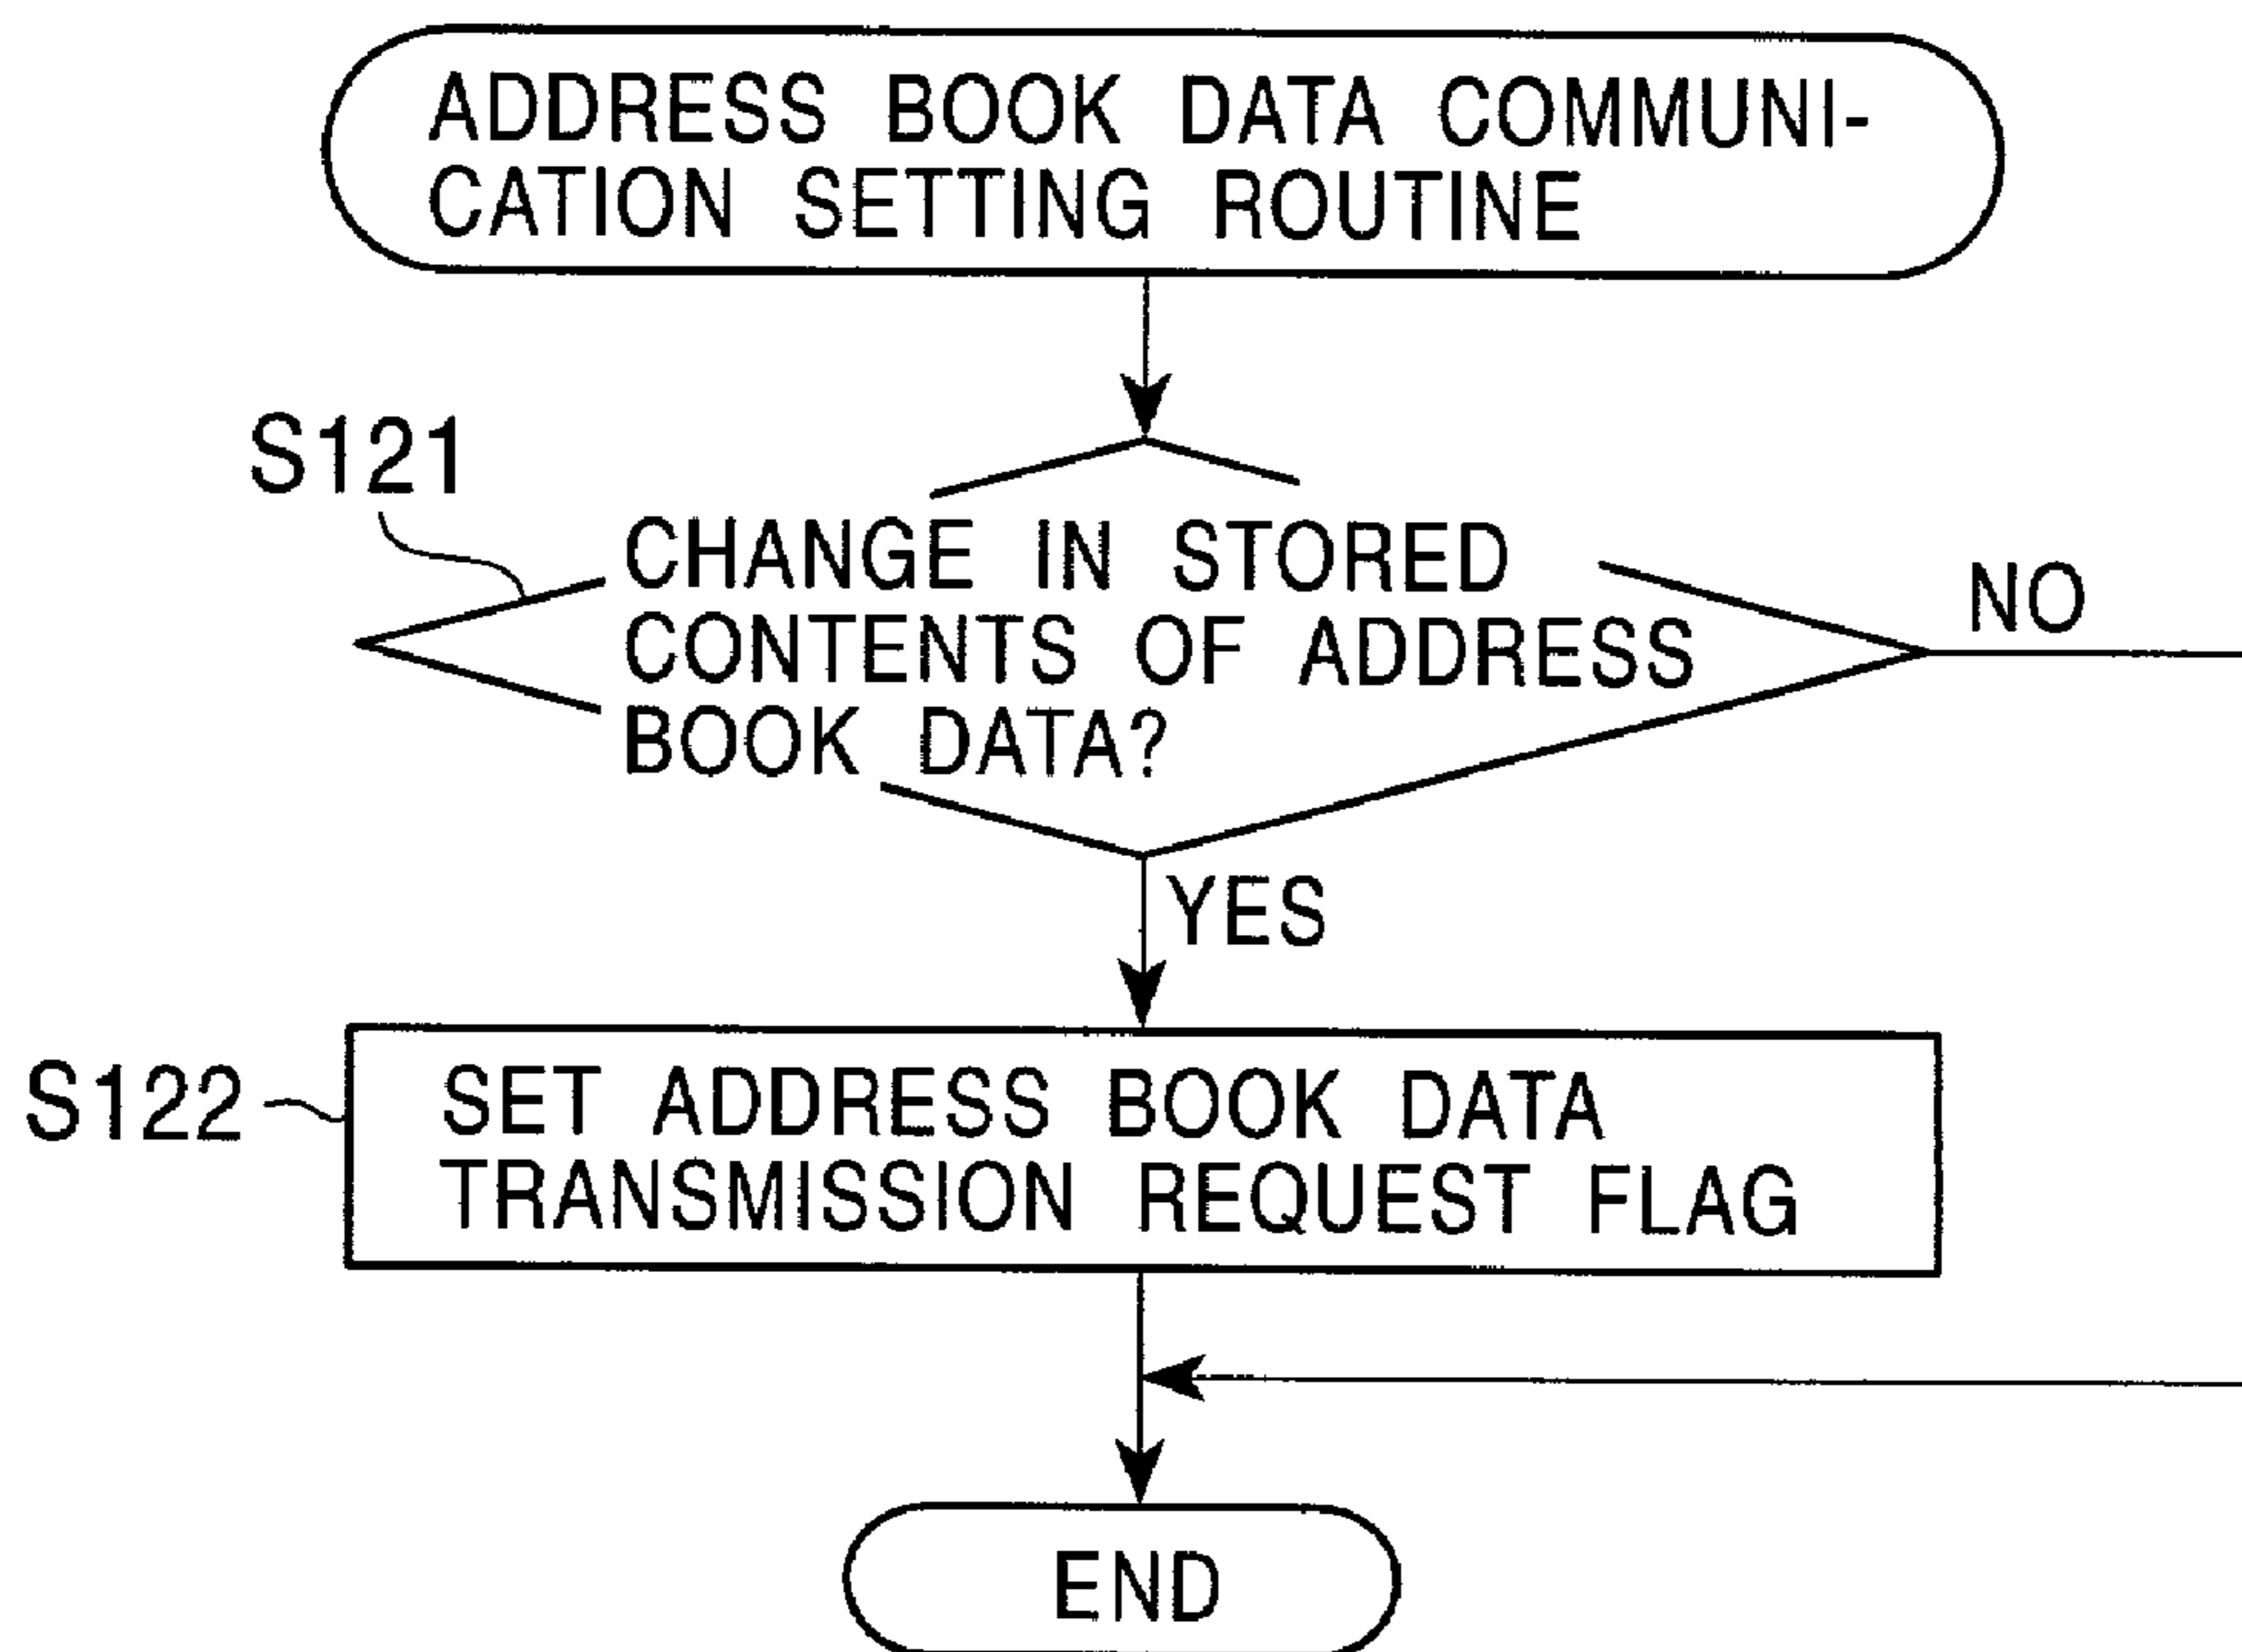 ADDRESS BOOK DATA COMMUNI-
CATION SETTING ROUTINE
S121
CHANGE IN STORED
CONTENTS OF ADDRESS
BOOK DATA?
NO
YES
S122
SET ADDRESS BOOK DATA
TRANSMISSION REQUEST FLAG
END